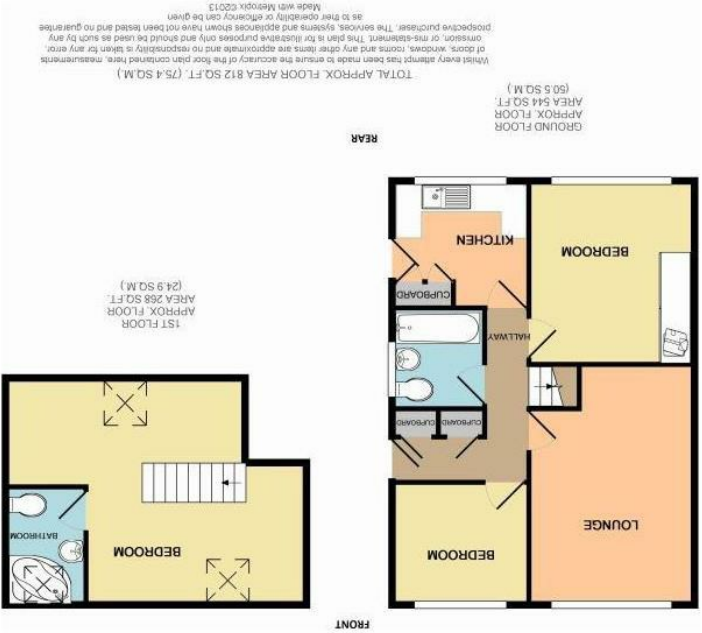 FRONT
LOUNGE
BEDROOM
CUPBOARD
CUPBOARD
HALLWAY
CUPBOARD
BEDROOM
KITCHEN
REAR
GROUND FLOOR
APPROX. FLOOR
AREA 544 SQ.FT.
(50.5 SQ.M.)
BEDROOM
BATHROOM
1ST FLOOR
APPROX. FLOOR
AREA 268 SQ.FT.
(24.9 SQ.M.)
TOTAL APPROX. FLOOR AREA 812 SQ.FT. (75.4 SQ.M.)
Whilst every attempt has been made to ensure the accuracy of the floor plan contained here, measurements
of doors, windows, rooms and any other items are approximate and no responsibility is taken for any error,
omission, or mis-statement. This plan is for illustrative purposes only and should be used as such by any
prospective purchaser. The services, systems and appliances shown have not been tested and no guarantee
as to their operability or efficiency can be given
Made with Metropix ©2013